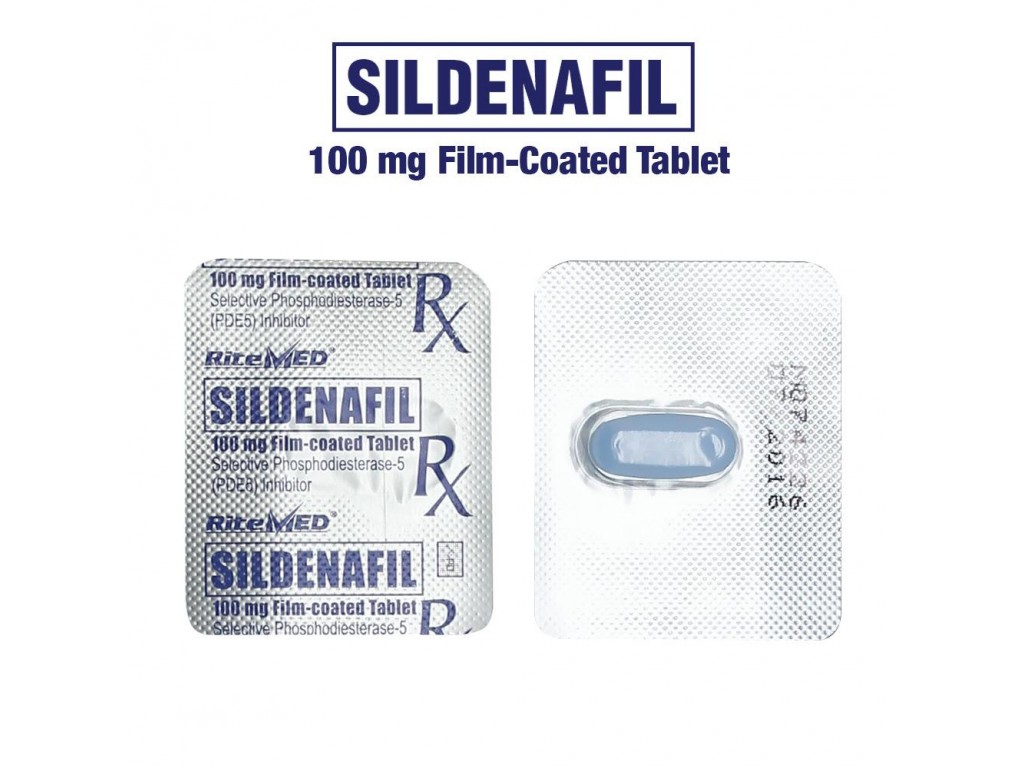 SILDENAFIL
100 mg Film-Coated Tablet
100 mg Film-coated Tablet
Selective Phosphodiesterase-5
(PDE5) Inhibitor
Rx
RiteMED®
SILDENAFIL
100 mg Film-coated Tablet
Selective Phosphodiesterase-5
(PDE5) Inhibitor
Rx
RiteMED®
SILDENAFIL
100 mg Film-coated Tablet
Selective Phosphodiesterase-5
Rx
2016